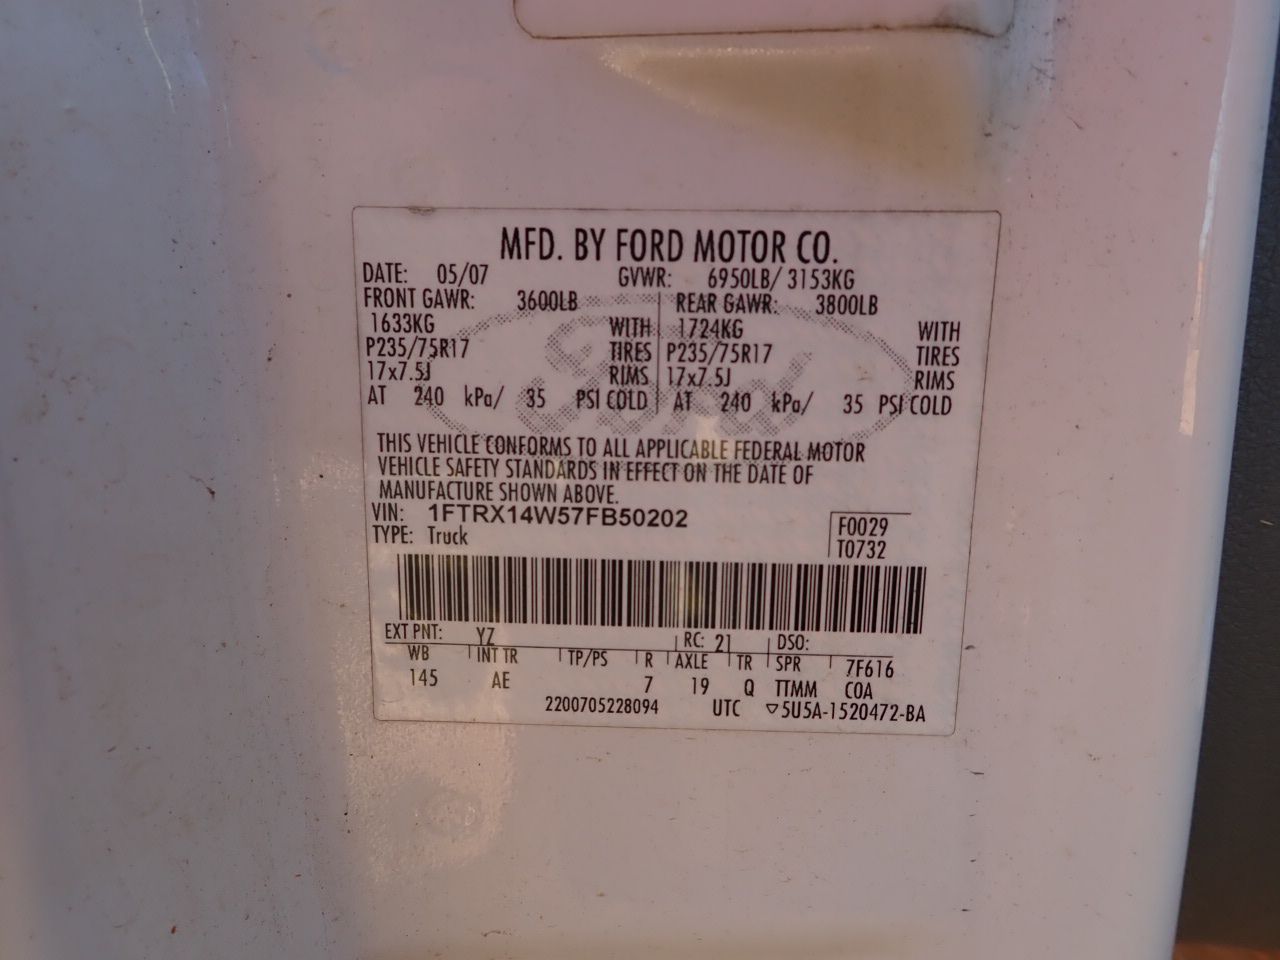 MFD. BY FORD MOTOR CO.
DATE: 05/07 GVWR: 6950LB/ 3153KG
FRONT GAWR: 3600LB REAR GAWR: 3800LB
1633KG WITH 1724KG WITH
P235/75R17 TIRES P235/75R17 TIRES
17x7.5J RIMS 17x7.5J RIMS
AT 240 kPa/ 35 PSI COLD AT 240 kPa/ 35 PSI COLD
Ford
THIS VEHICLE CONFORMS TO ALL APPLICABLE FEDERAL MOTOR
VEHICLE SAFETY STANDARDS IN EFFECT ON THE DATE OF
MANUFACTURE SHOWN ABOVE.
VIN: 1FTRX14W57FB50202 F0029
TYPE: Truck T0732
EXT PNT: YZ RC: 21 DSO:
WB INT TR TP/PS R AXLE TR SPR 7F616
145 AE 7 19 Q TTMM COA
2200705228094 UTC ▽5U5A-1520472-BA